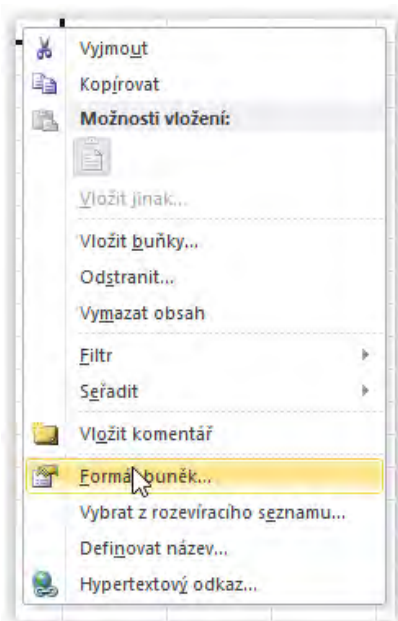 Vyjmout
Kopírovat
Možnosti vložení:
Vložit jinak...
Vložit buňky...
Odstranit...
Vymazat obsah
Filtr
Seřadit
Vložit komentář
Formát buněk...
Vybrat z rozevíracího seznamu...
Definovat název...
Hypertextový odkaz...